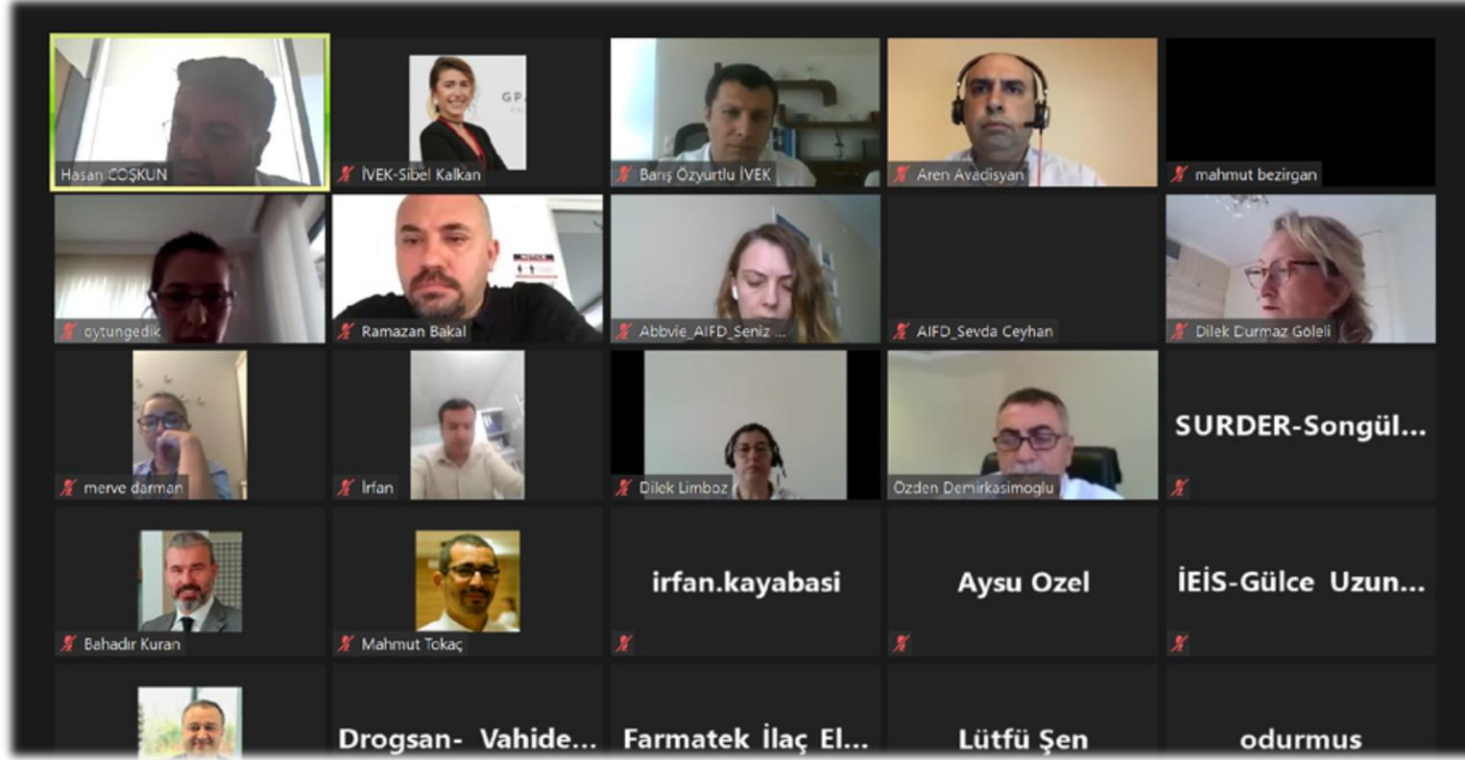 GPA
Hasan COŞKUN
İVEK-Sibel Kalkan
Barış Özyurtlu İVEK
Aren Avadisyan
mahmut bezirgan
NOTICE
oytungedik
Ramazan Bakal
Abbvie_AIFD_Seniz ...
AIFD_Sevda Ceyhan
Dilek Durmaz Göleli
merve darman
İrfan
Dilek Limboz
Özden Demirkasimoglu
SURDER-Songül...
Bahadır Kuran
Mahmut Tokaç
irfan.kayabasi
Aysu Ozel
İEİS-Gülce Uzun...
Drogsan- Vahide...
Farmatek İlaç El...
Lütfü Şen
odurmus